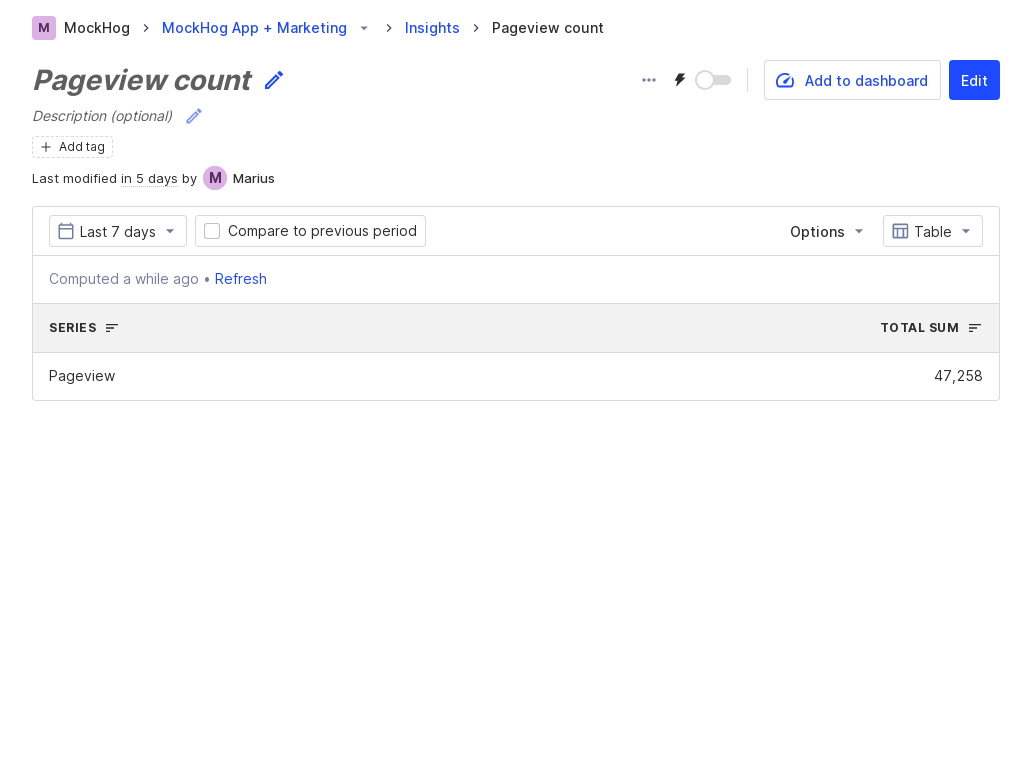 M MockHog MockHog App + Marketing Insights Pageview count
Pageview count
Add to dashboard Edit
Description (optional)
Add tag
Last modified in 5 days by M Marius
Last 7 days Compare to previous period Options Table
Computed a while ago • Refresh
SERIES TOTAL SUM
Pageview 47,258